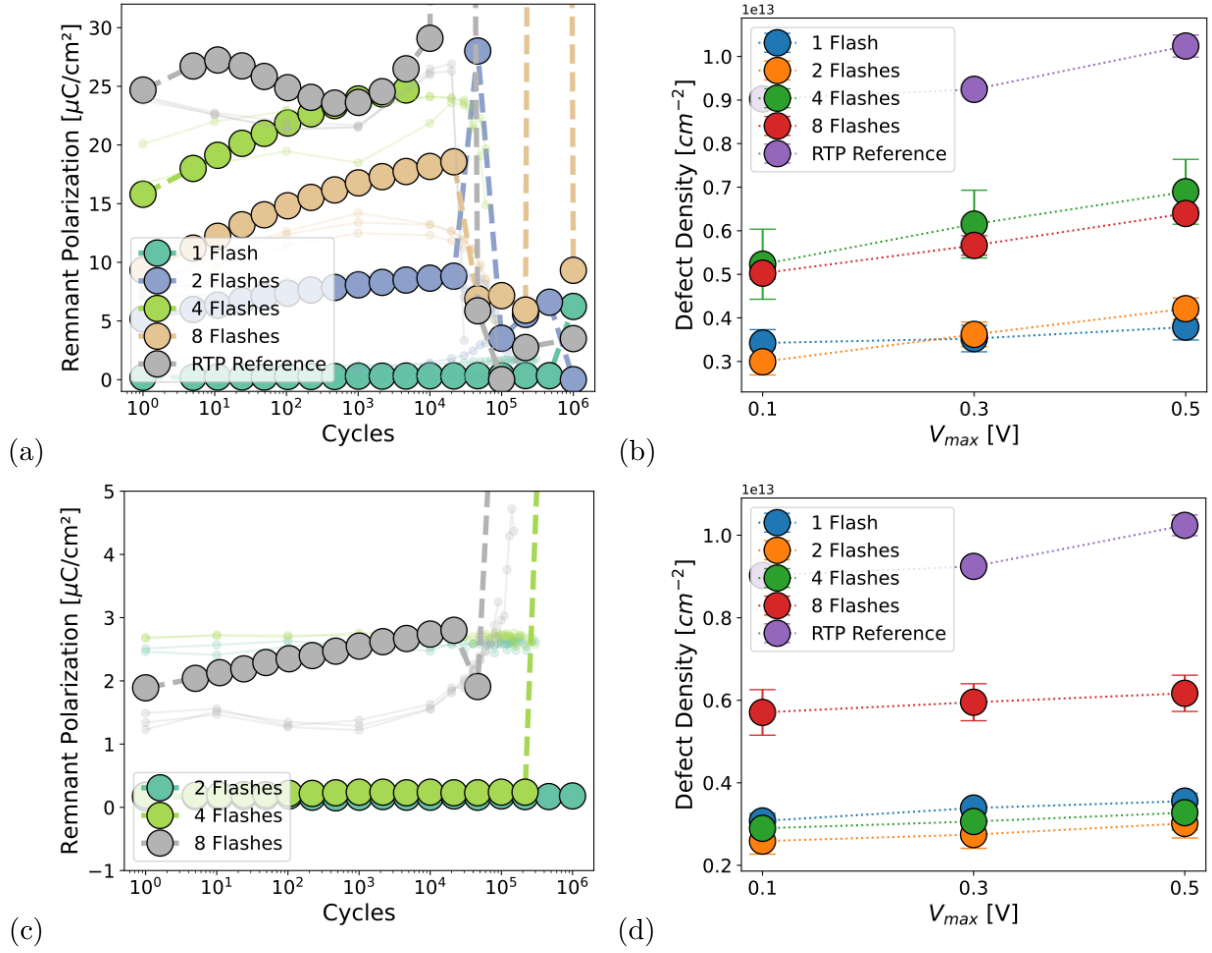 Remnant Polarization [μC/cm²]
30
25
20
15
10
5
0
1 Flash
2 Flashes
4 Flashes
8 Flashes
RTP Reference
10⁰ 10¹ 10² 10³ 10⁴ 10⁵ 10⁶
Cycles
(a)
1e13
Defect Density [cm⁻²]
1.0
0.9
0.8
0.7
0.6
0.5
0.4
0.3
1 Flash
2 Flashes
4 Flashes
8 Flashes
RTP Reference
0.1 0.3 0.5
V_max [V]
(b)
Remnant Polarization [μC/cm²]
5
4
3
2
1
0
−1
2 Flashes
4 Flashes
8 Flashes
10⁰ 10¹ 10² 10³ 10⁴ 10⁵ 10⁶
Cycles
(c)
1e13
Defect Density [cm⁻²]
1.0
0.8
0.6
0.4
0.2
1 Flash
2 Flashes
4 Flashes
8 Flashes
RTP Reference
0.1 0.3 0.5
V_max [V]
(d)